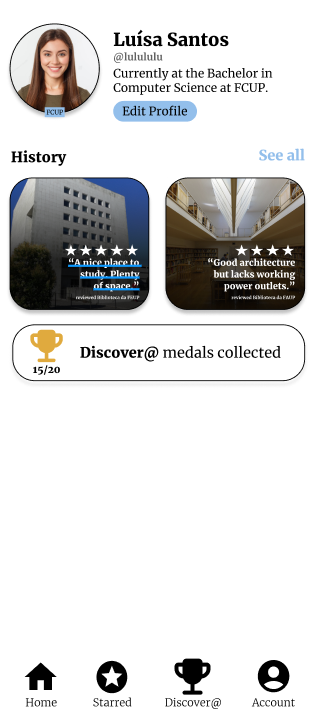 Luísa Santos
@lulululu
Currently at the Bachelor in
Computer Science at FCUP.
FCUP
Edit Profile
History
See all
“A nice place to
study. Plenty
of space.”
reviewed Biblioteca da FCUP
“Good architecture
but lacks working
power outlets.”
reviewed Biblioteca da FAUP
15/20
Discover@ medals collected
Home
Starred
Discover@
Account